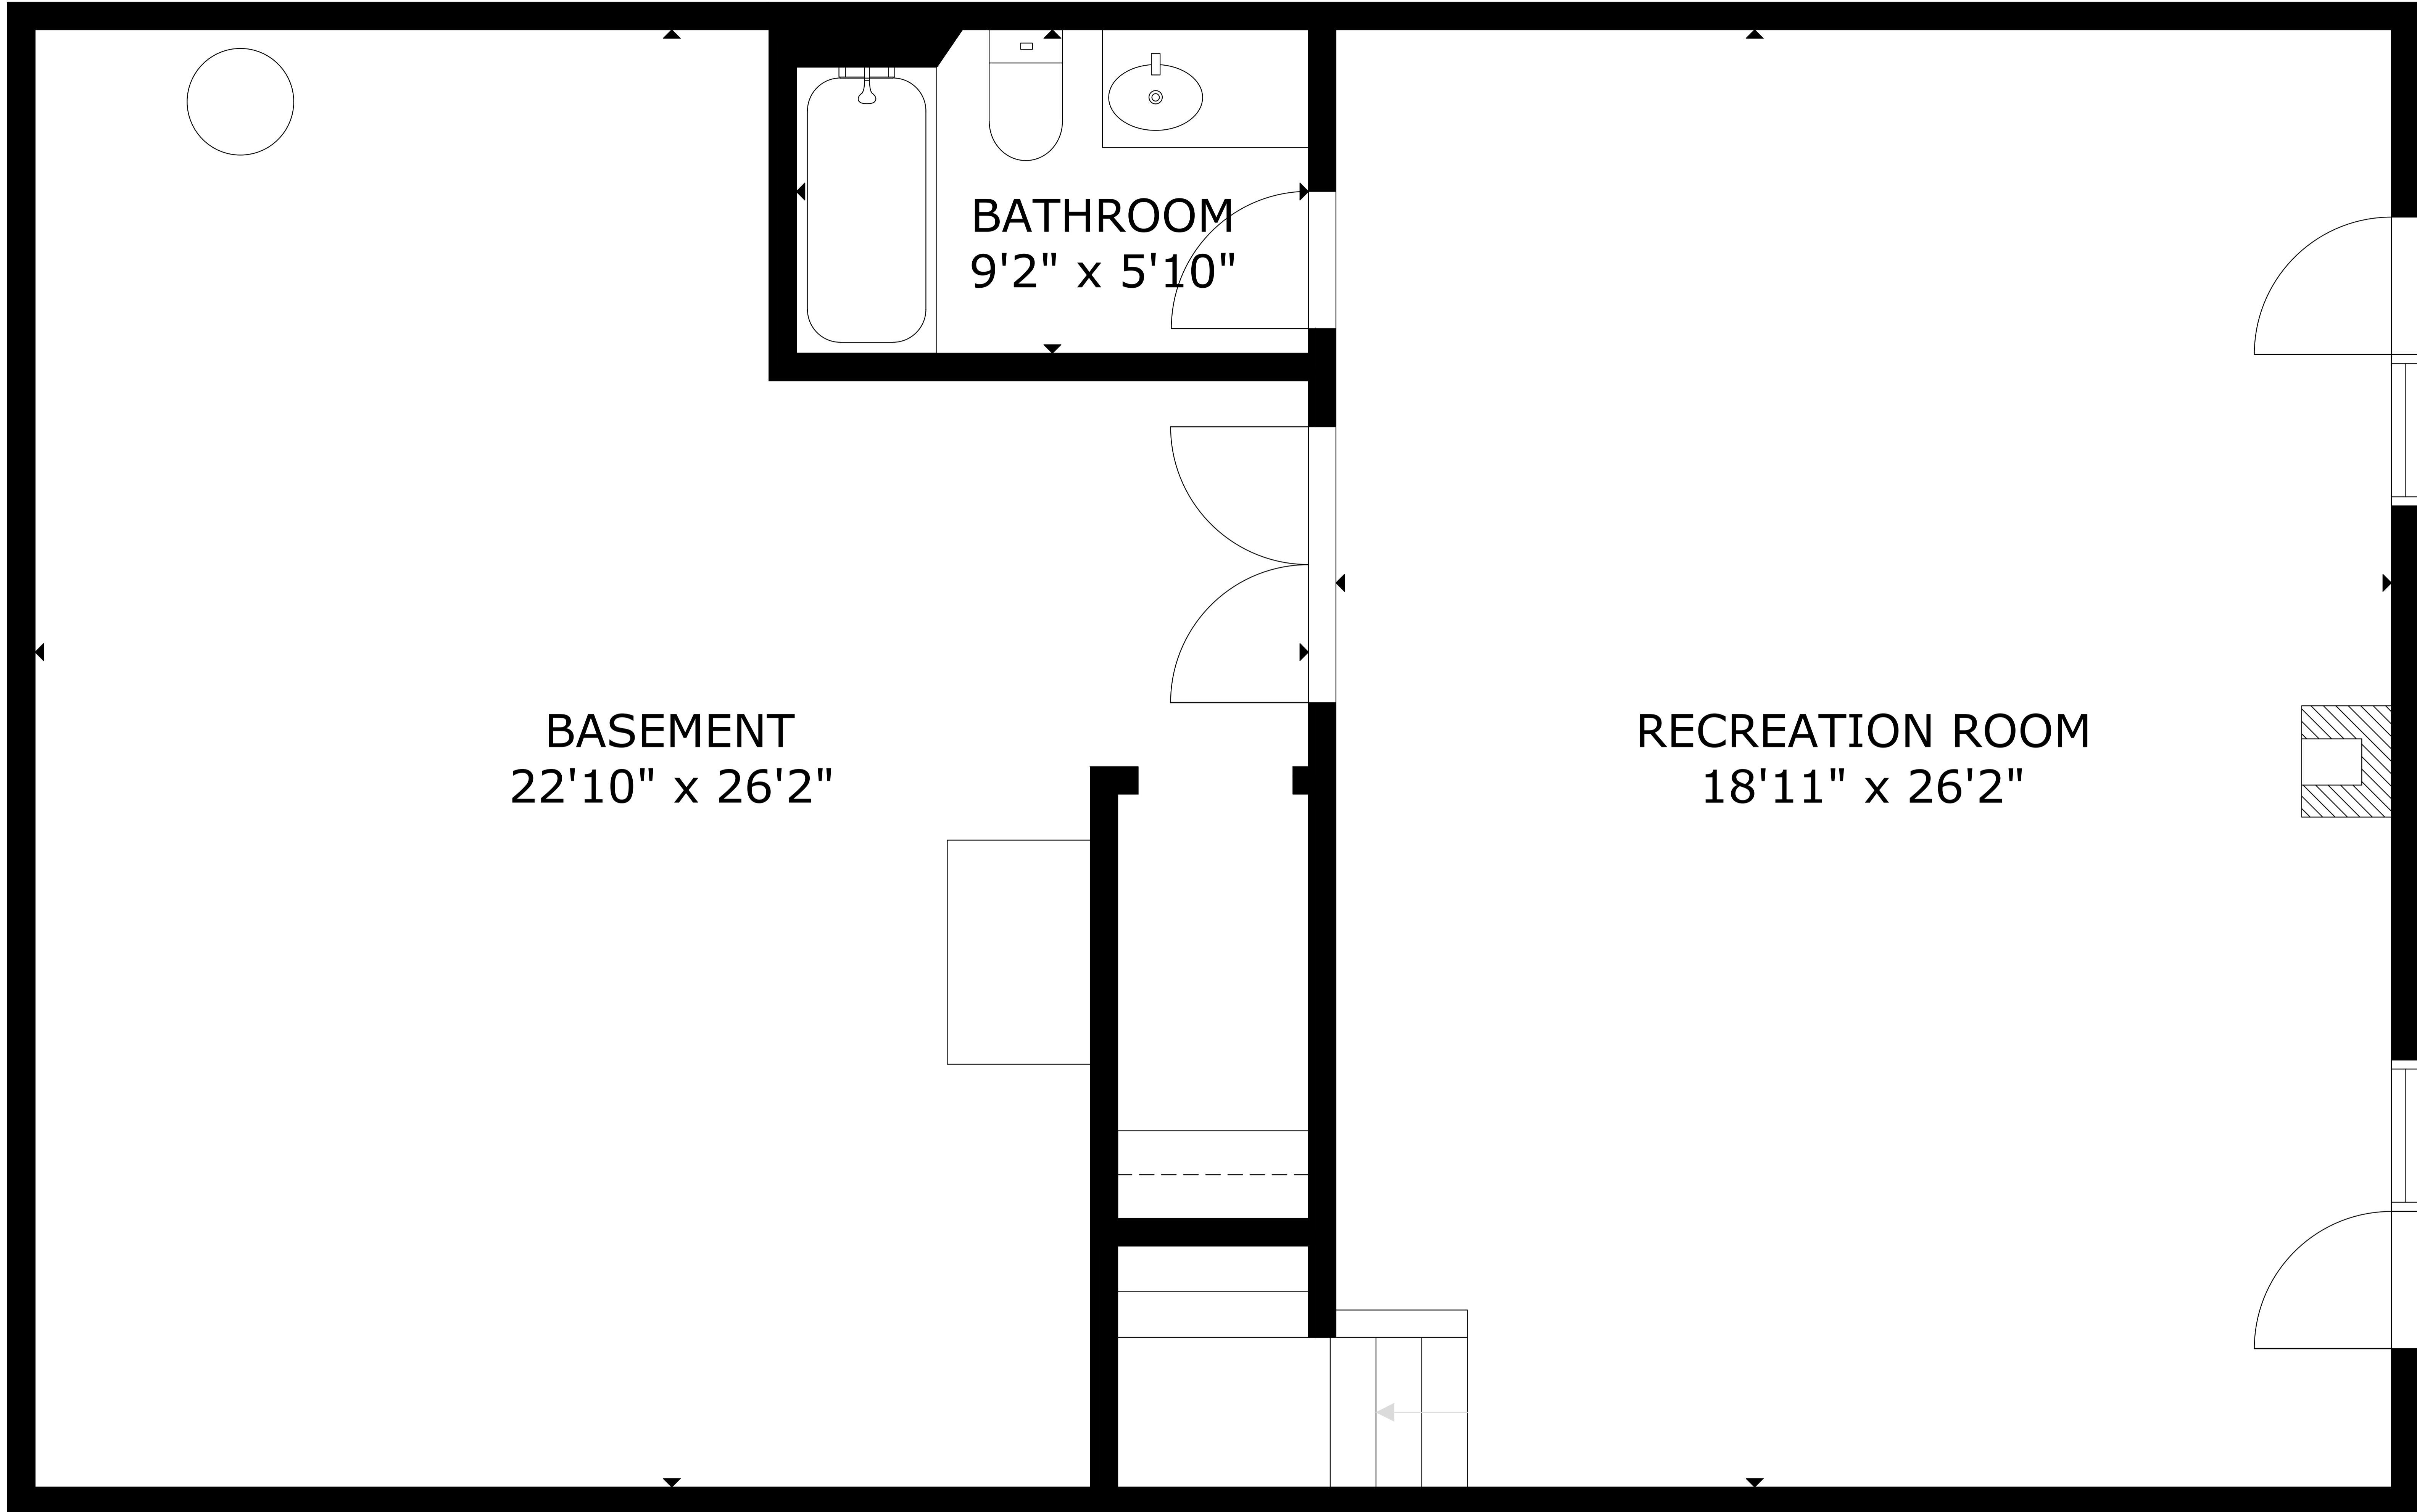 BATHROOM
9'2" x 5'10"
BASEMENT
22'10" x 26'2"
RECREATION ROOM
18'11" x 26'2"